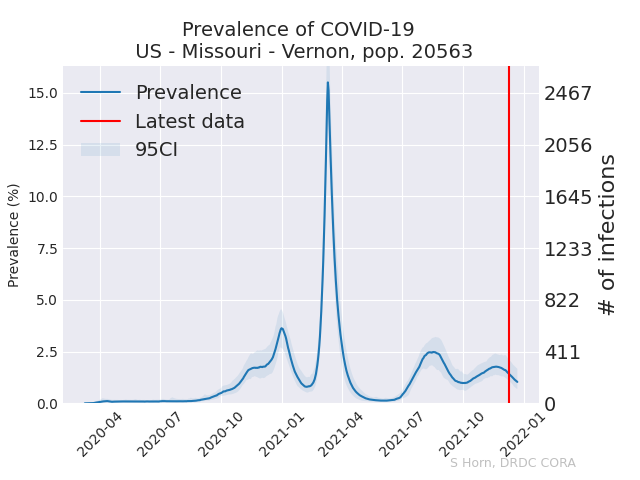 Prevalence of COVID-19
US - Missouri - Vernon, pop. 20563
Prevalence
Latest data
95CI
Prevalence (%)
15.0
12.5
10.0
7.5
5.0
2.5
0.0
2467
2056
1645
1233
822
411
0
# of infections
2020-04
2020-07
2020-10
2021-01
2021-04
2021-07
2021-10
2022-01
S Horn, DRDC CORA